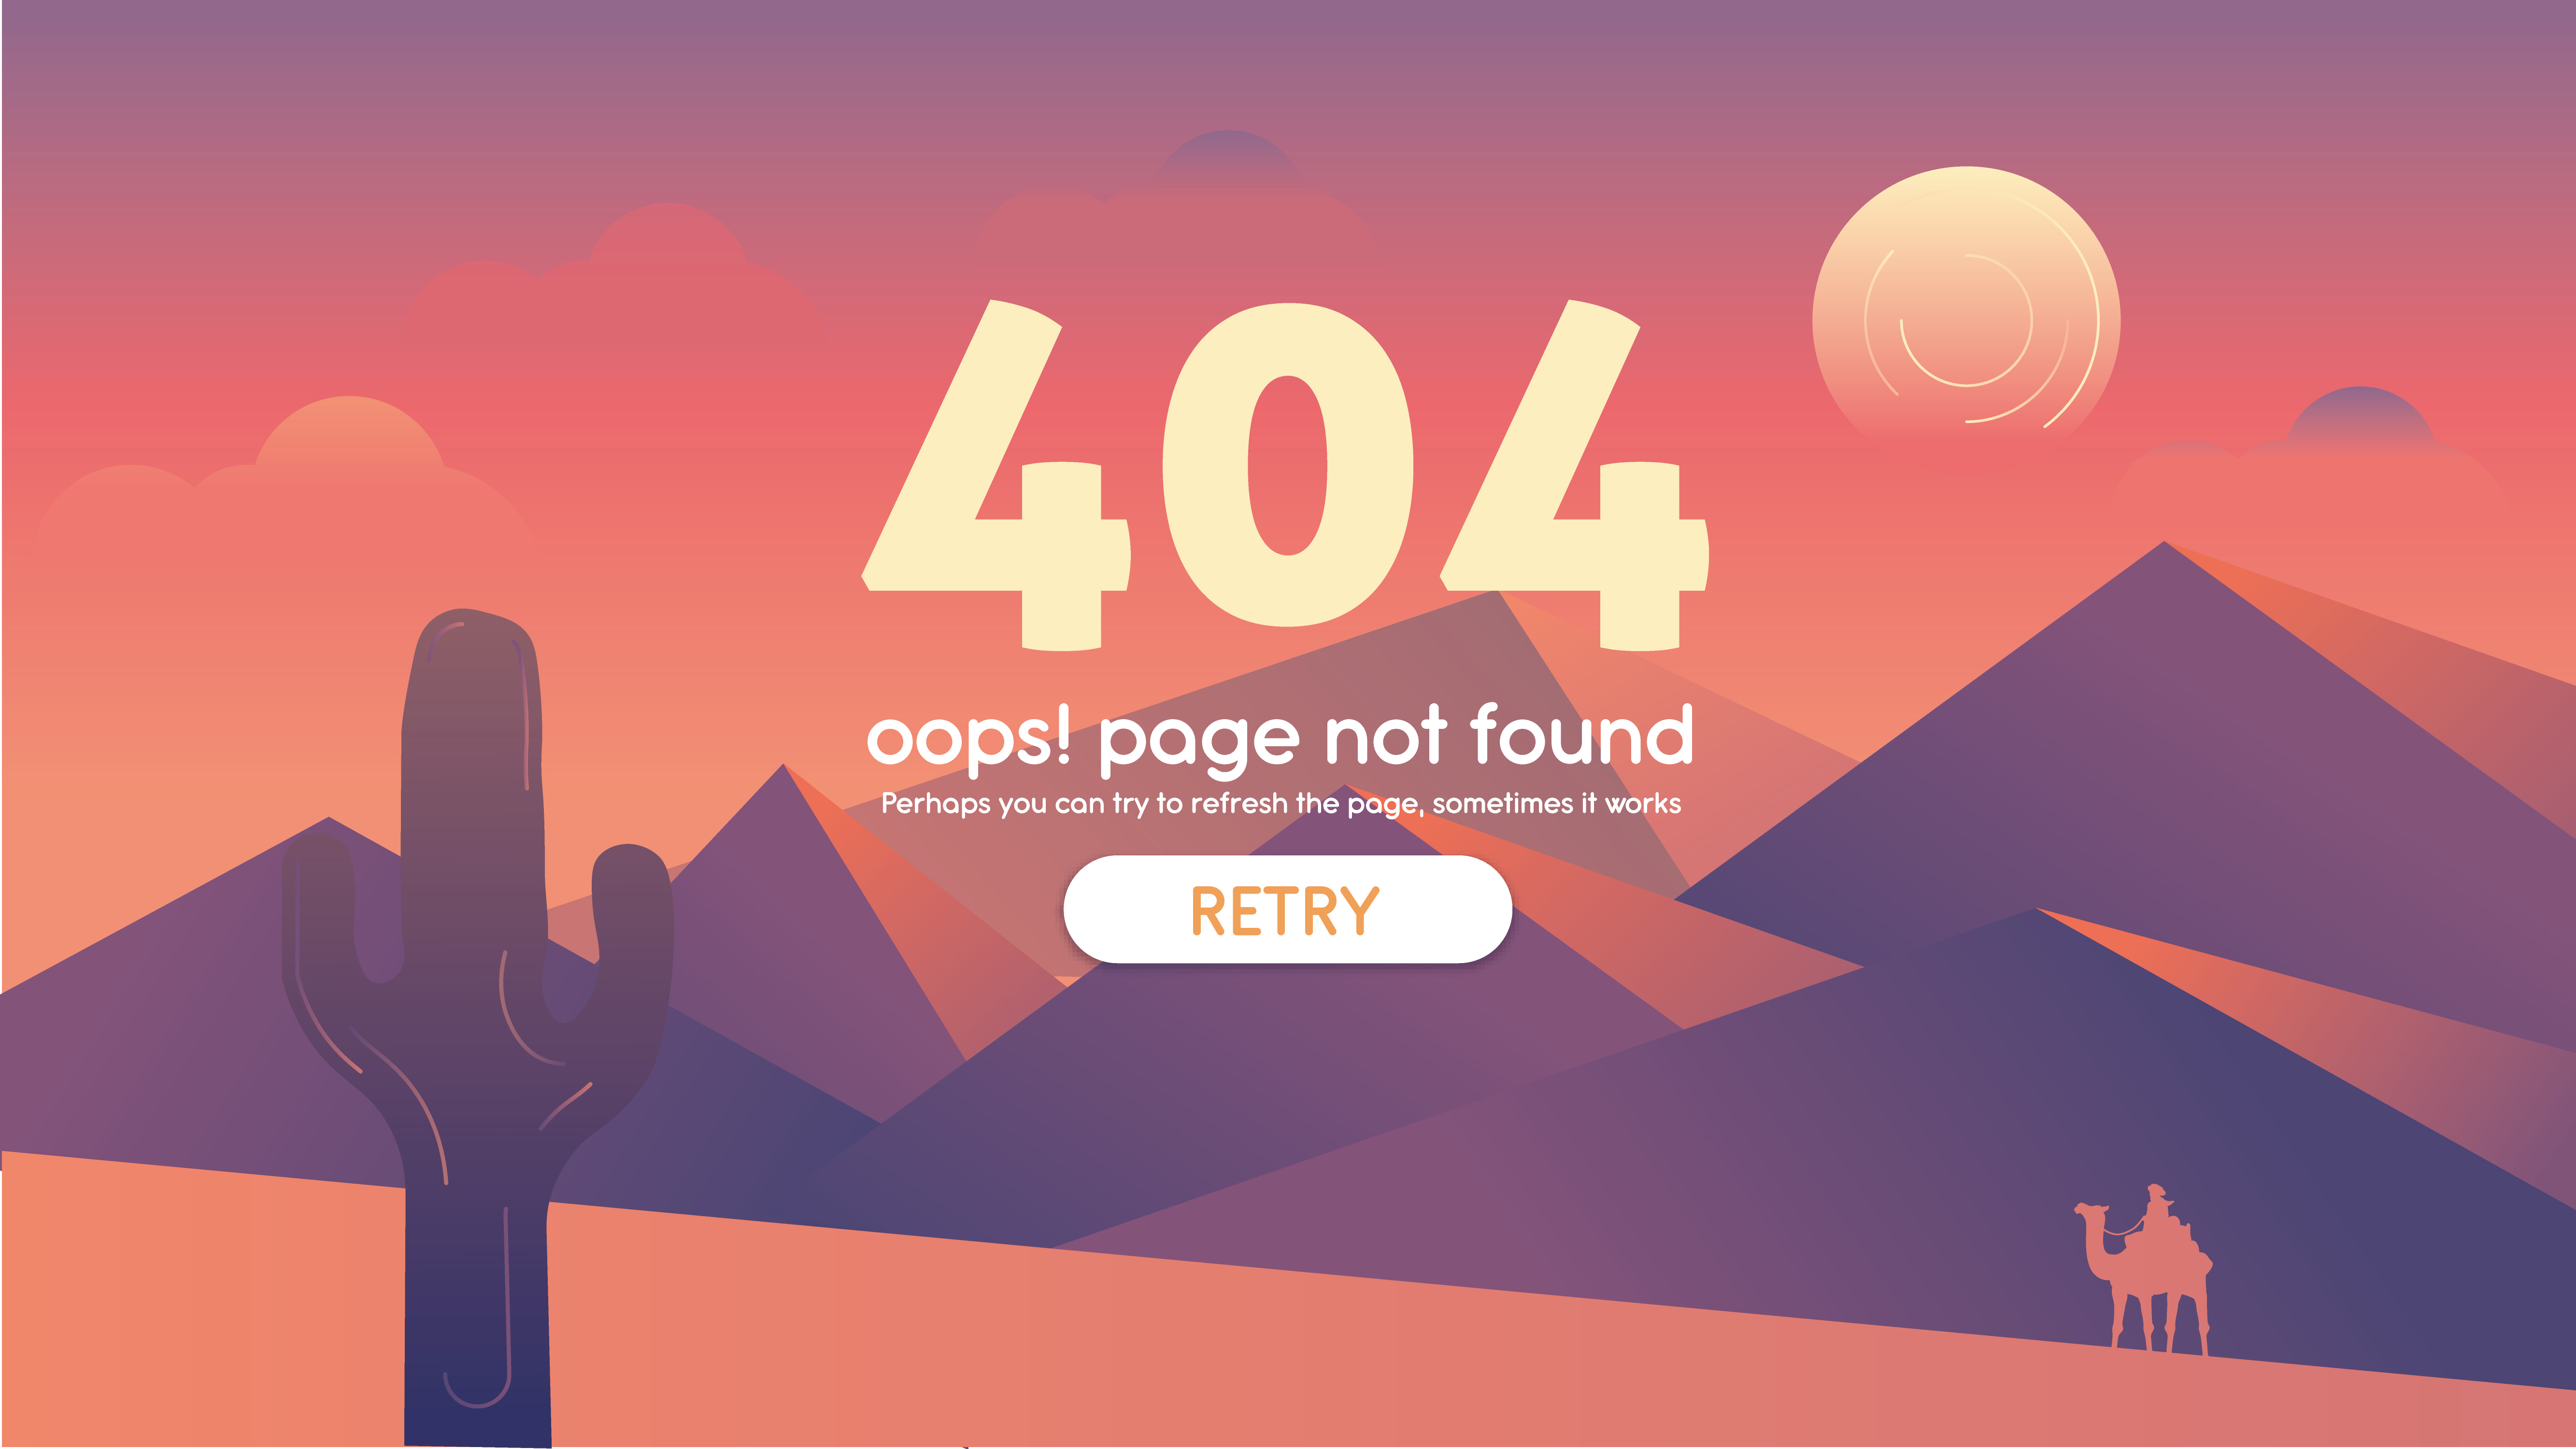 404
oops! page not found
Perhaps you can try to refresh the page, sometimes it works
RETRY